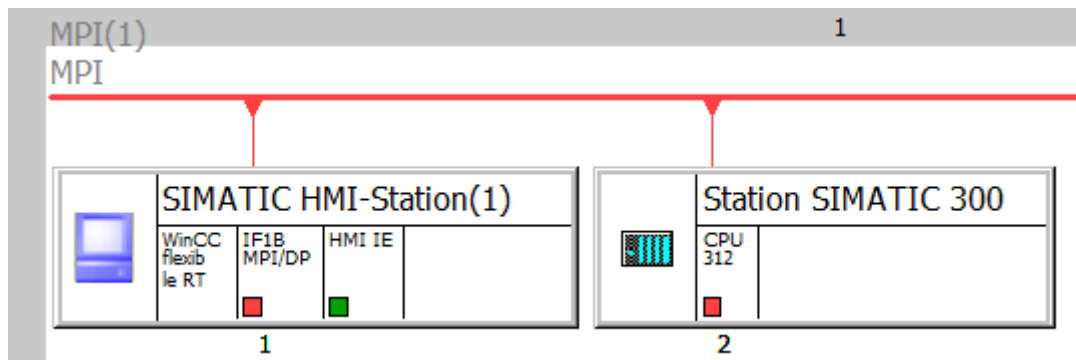 MPI(1)
1
MPI
SIMATIC HMI-Station(1)
WinCC
flexib
le RT
IF1B
MPI/DP
HMI IE
1
Station SIMATIC 300
CPU
312
2